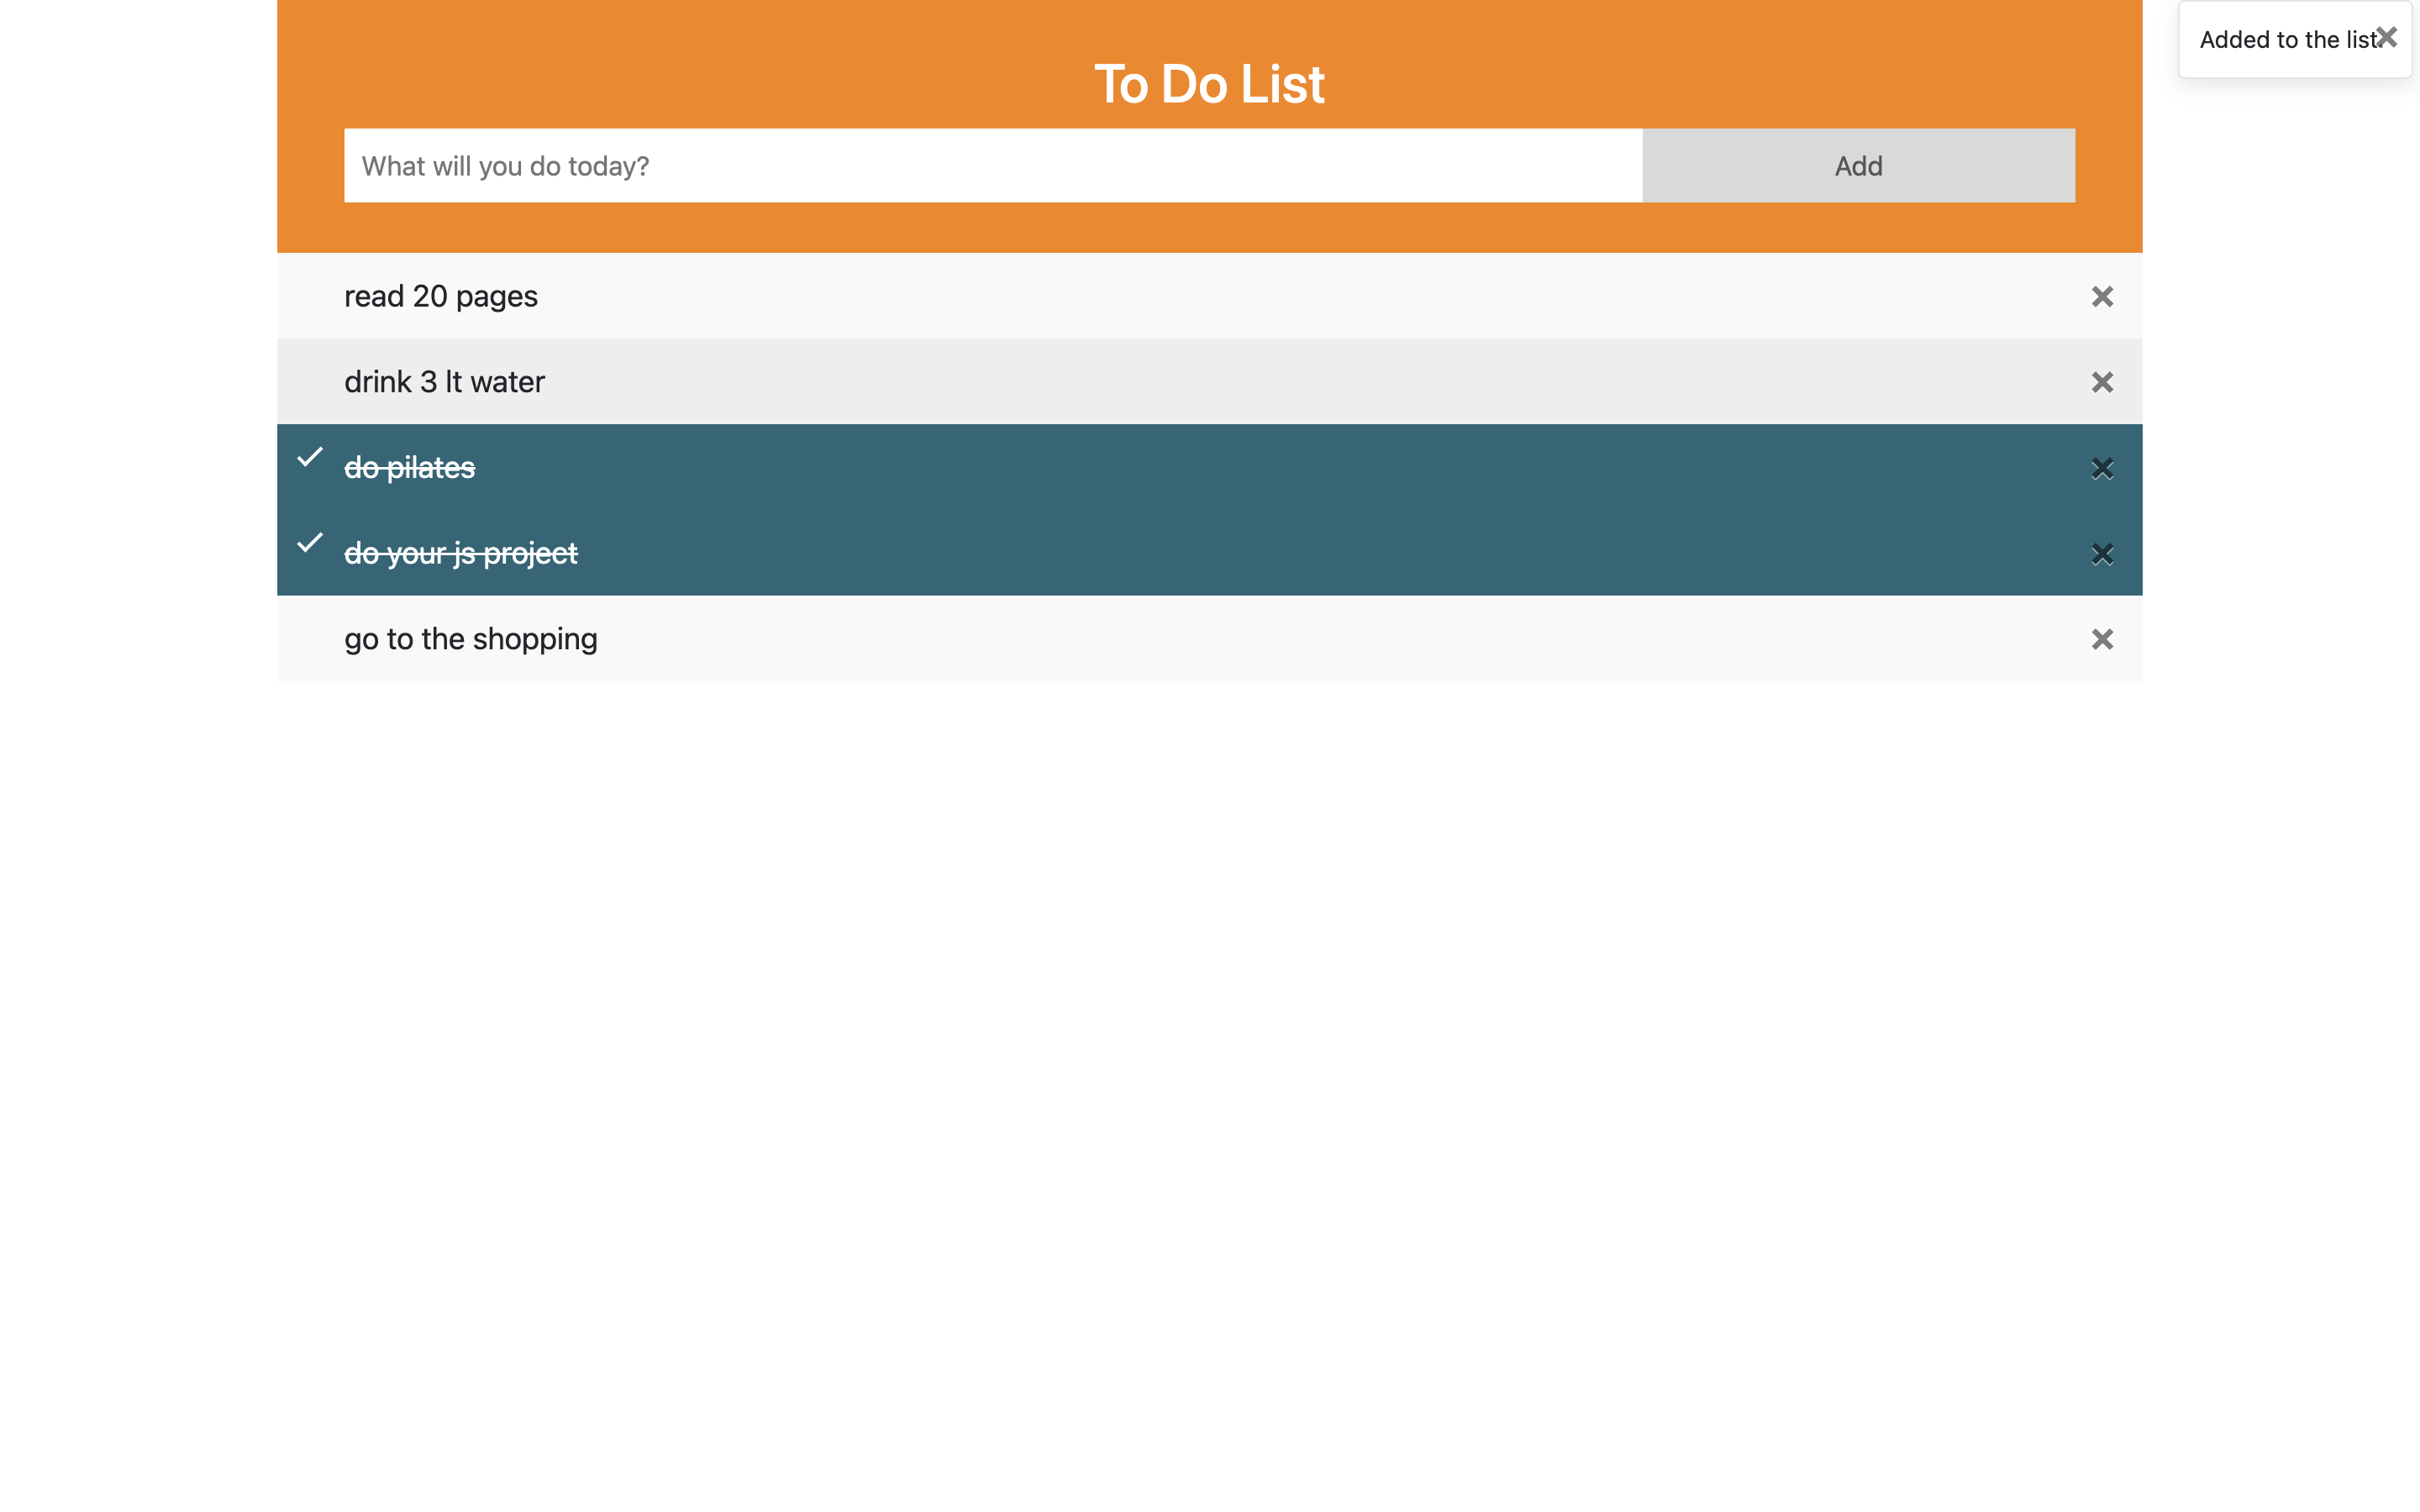 To Do List
Added to the list.
What will you do today?
Add
read 20 pages
drink 3 lt water
do pilates
do your js project
go to the shopping